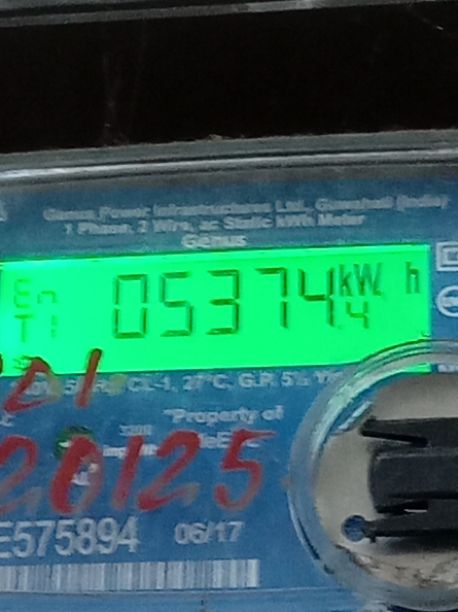 Genus Power Infrastructures Ltd., Guwahati (India)
1 Phase, 2 Wire, ac Static kWh Meter
Genus
En T1 05374.4 kW h
CL-1, 27°C, G.P. 5%
"Property of
20125
E575894 06/17